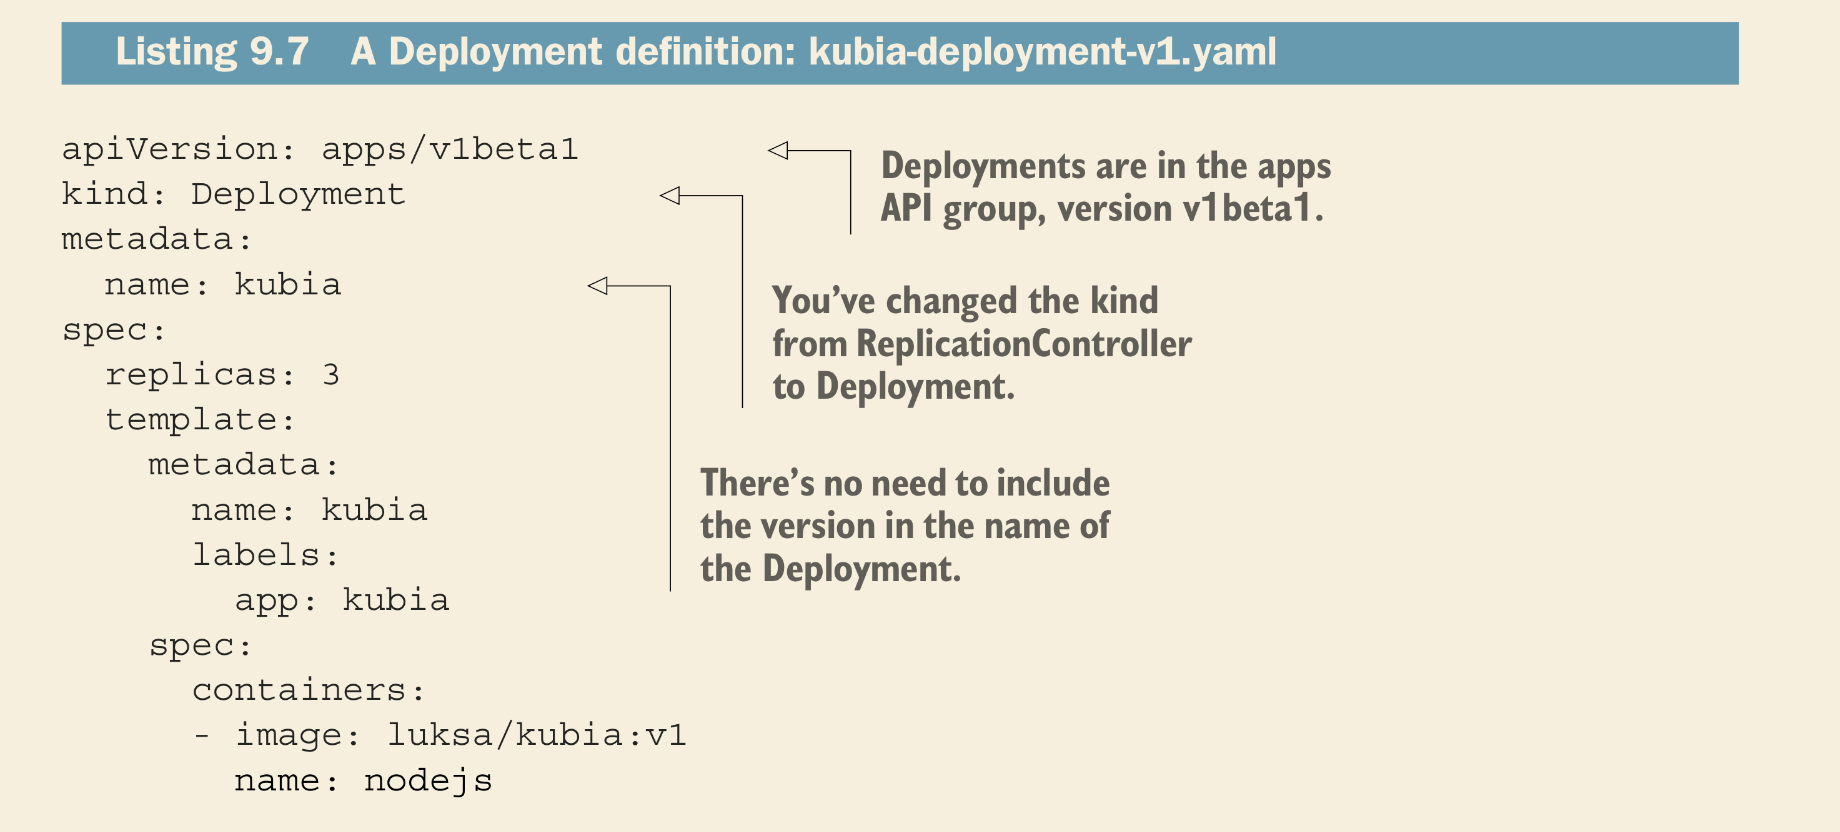 Listing 9.7 A Deployment definition: kubia-deployment-v1.yaml
apiVersion: apps/v1beta1
kind: Deployment
metadata:
  name: kubia
spec:
  replicas: 3
  template:
    metadata:
      name: kubia
      labels:
        app: kubia
    spec:
      containers:
      - image: luksa/kubia:v1
        name: nodejs
Deployments are in the apps
API group, version v1beta1.
You’ve changed the kind
from ReplicationController
to Deployment.
There’s no need to include
the version in the name of
the Deployment.